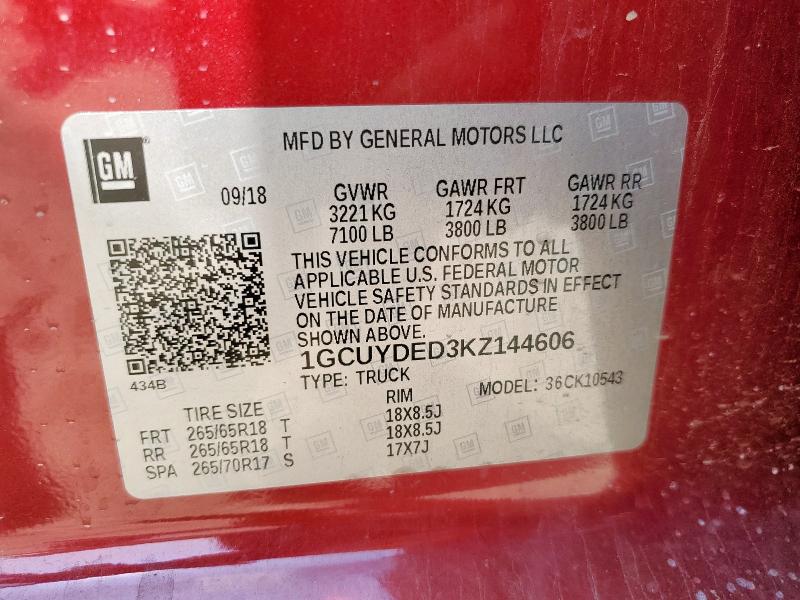 GM
MFD BY GENERAL MOTORS LLC
09/18
GVWR GAWR FRT GAWR RR
3221 KG 1724 KG 1724 KG
7100 LB 3800 LB 3800 LB
THIS VEHICLE CONFORMS TO ALL
APPLICABLE U.S. FEDERAL MOTOR
VEHICLE SAFETY STANDARDS IN EFFECT
ON THE DATE OF MANUFACTURE
SHOWN ABOVE.
1GCUYDED3KZ144606
434B
TYPE: TRUCK MODEL: 36CK10543
TIRE SIZE RIM
FRT 265/65R18 T 18X8.5J
RR 265/65R18 T 18X8.5J
SPA 265/70R17 S 17X7J